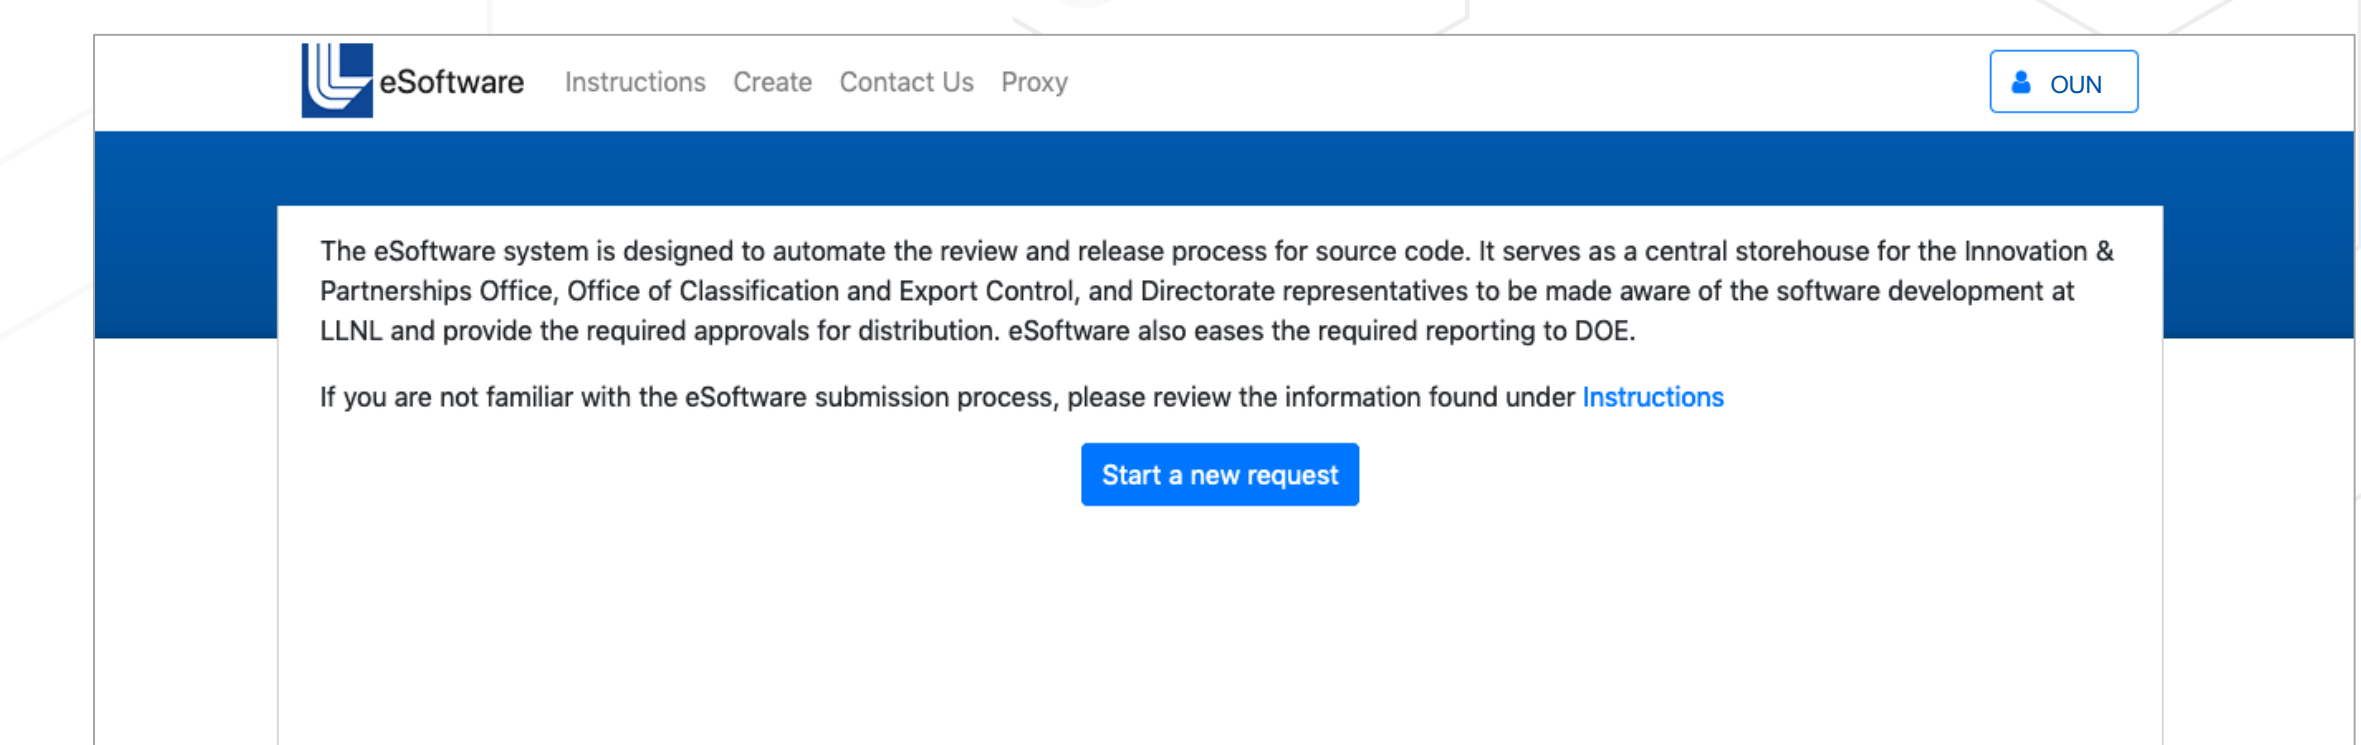 eSoftware Instructions Create Contact Us Proxy OUN
The eSoftware system is designed to automate the review and release process for source code. It serves as a central storehouse for the Innovation &
Partnerships Office, Office of Classification and Export Control, and Directorate representatives to be made aware of the software development at
LLNL and provide the required approvals for distribution. eSoftware also eases the required reporting to DOE.
If you are not familiar with the eSoftware submission process, please review the information found under Instructions
Start a new request